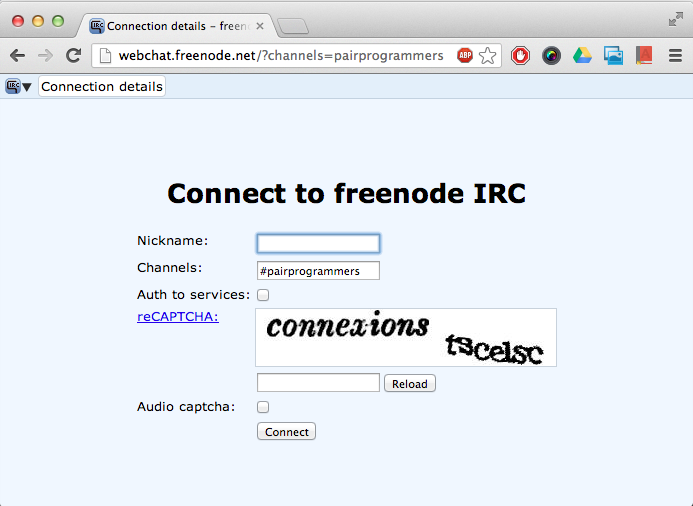 Connection details – freen
webchat.freenode.net/?channels=pairprogrammers
ABP
IRC Connection details
Connect to freenode IRC
Nickname:
Channels: #pairprogrammers
Auth to services:
reCAPTCHA: connexions
Reload
Audio captcha:
Connect